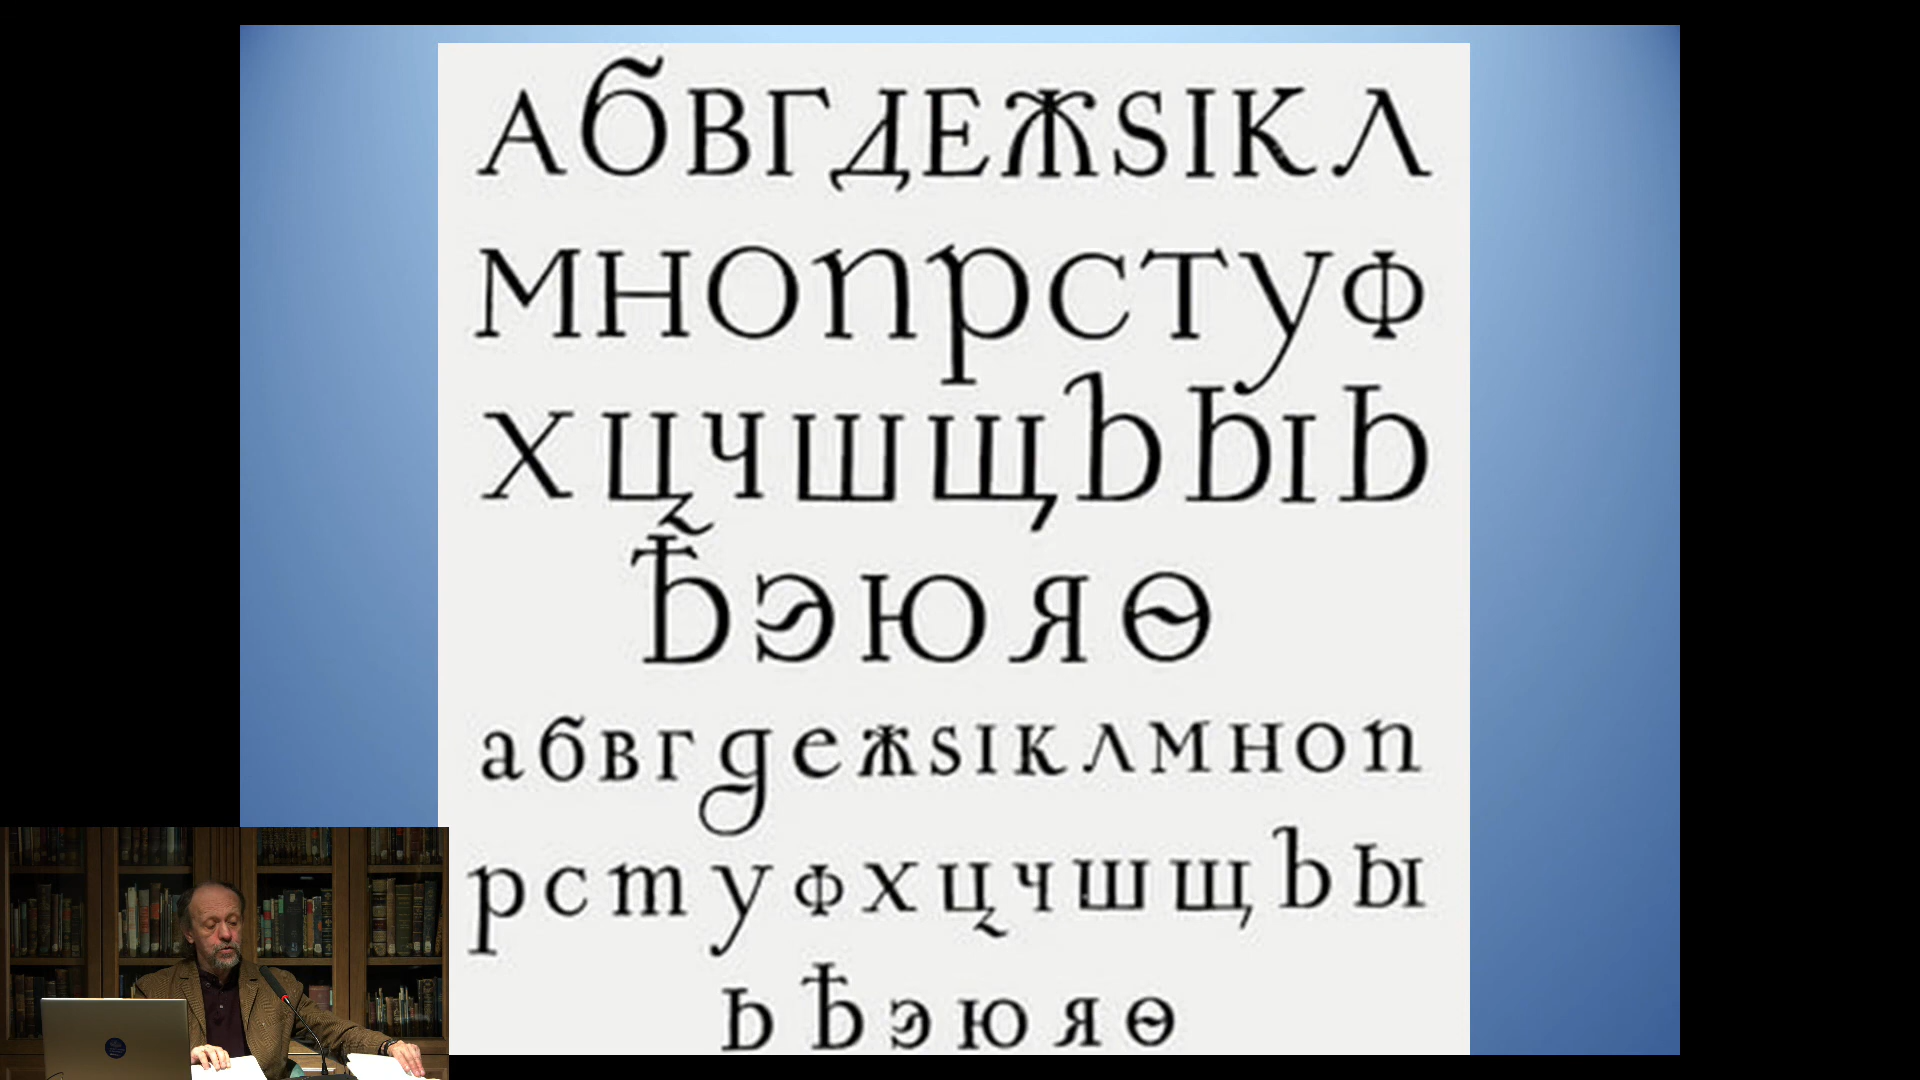 АбВГДЕЖЅІКЛ
МНОПРСТУФ
ХЦЧШЩЪЫЬ
ѢЭЮЯѲ
абвгдежѕіклмноп
рстуфхцчшщъы
ьѣэюяѳ